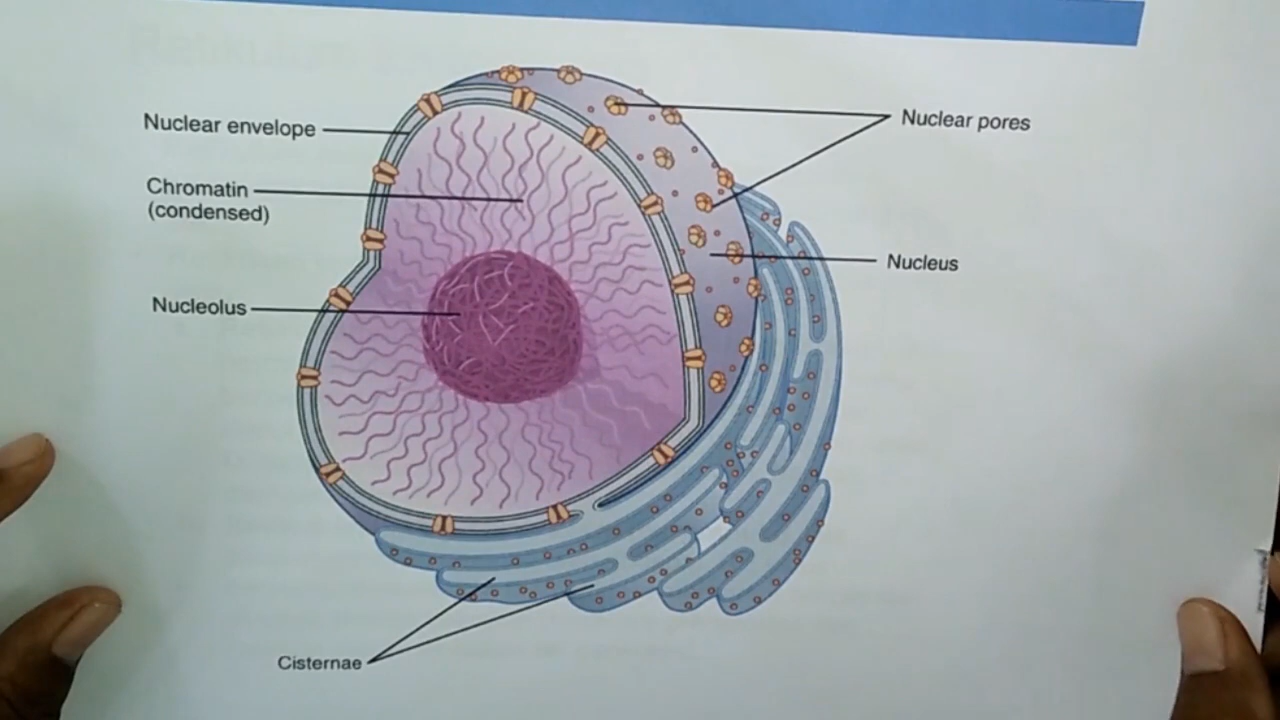 Nuclear envelope
Chromatin
(condensed)
Nucleolus
Nuclear pores
Nucleus
Cisternae